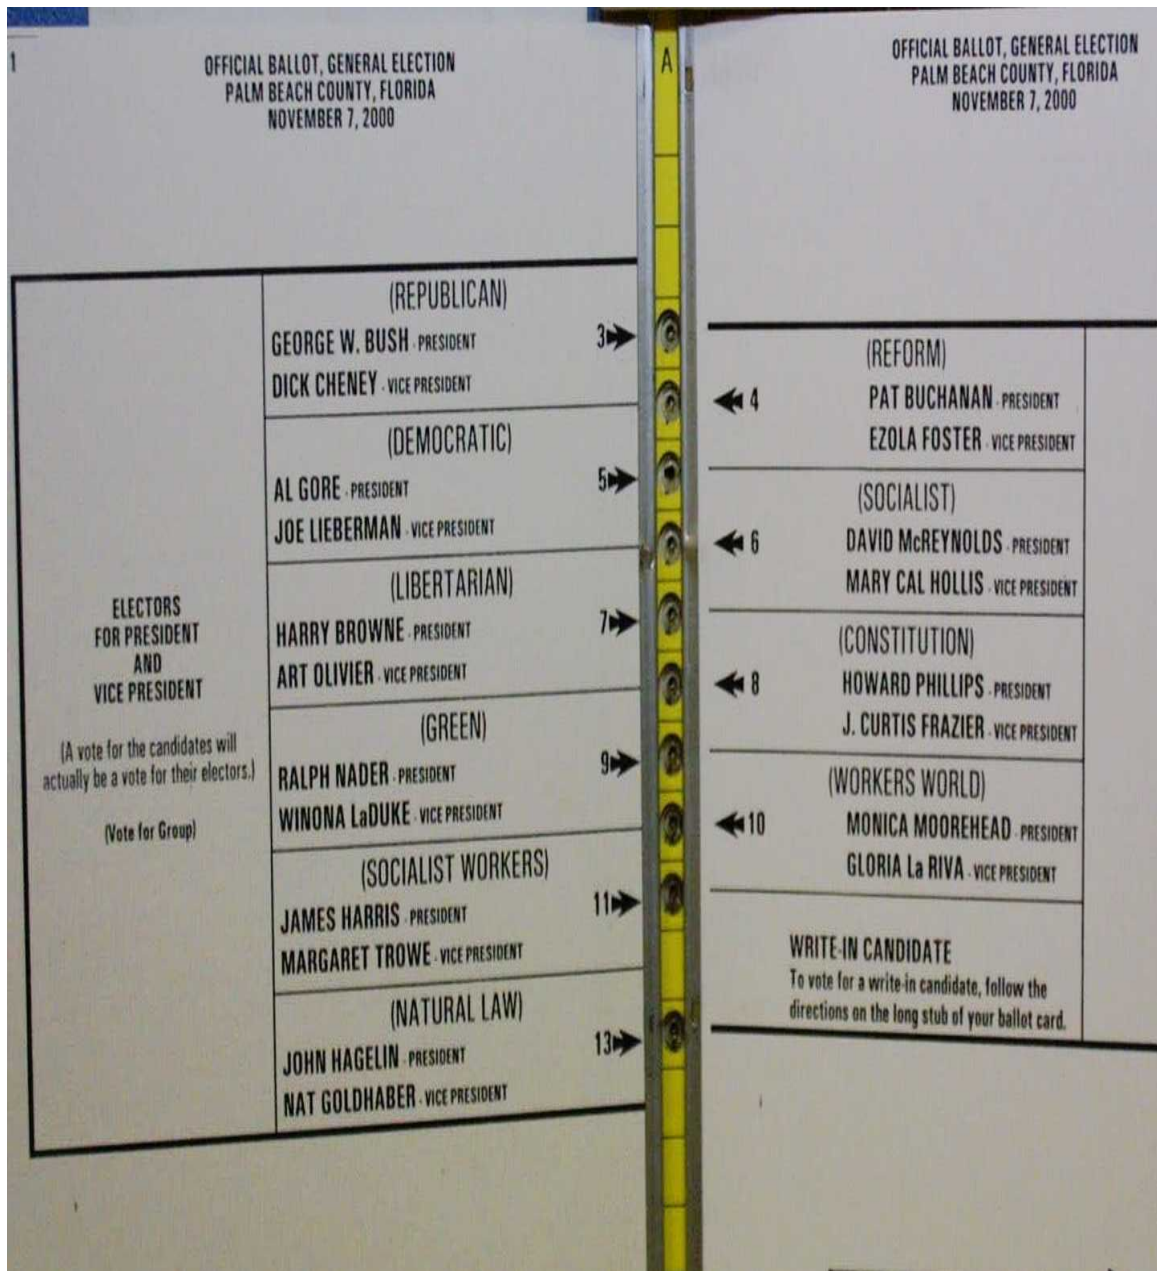 1
OFFICIAL BALLOT, GENERAL ELECTION
PALM BEACH COUNTY, FLORIDA
NOVEMBER 7, 2000
ELECTORS
FOR PRESIDENT
AND
VICE PRESIDENT
(A vote for the candidates will
actually be a vote for their electors.)
(Vote for Group)
(REPUBLICAN)
GEORGE W. BUSH - PRESIDENT
DICK CHENEY - VICE PRESIDENT
3
(DEMOCRATIC)
AL GORE - PRESIDENT
JOE LIEBERMAN - VICE PRESIDENT
5
(LIBERTARIAN)
HARRY BROWNE - PRESIDENT
ART OLIVIER - VICE PRESIDENT
7
(GREEN)
RALPH NADER - PRESIDENT
WINONA LaDUKE - VICE PRESIDENT
9
(SOCIALIST WORKERS)
JAMES HARRIS - PRESIDENT
MARGARET TROWE - VICE PRESIDENT
11
(NATURAL LAW)
JOHN HAGELIN - PRESIDENT
NAT GOLDHABER - VICE PRESIDENT
13
A
OFFICIAL BALLOT, GENERAL ELECTION
PALM BEACH COUNTY, FLORIDA
NOVEMBER 7, 2000
(REFORM)
4 PAT BUCHANAN - PRESIDENT
EZOLA FOSTER - VICE PRESIDENT
(SOCIALIST)
6 DAVID McREYNOLDS - PRESIDENT
MARY CAL HOLLIS - VICE PRESIDENT
(CONSTITUTION)
8 HOWARD PHILLIPS - PRESIDENT
J. CURTIS FRAZIER - VICE PRESIDENT
(WORKERS WORLD)
10 MONICA MOOREHEAD - PRESIDENT
GLORIA La RIVA - VICE PRESIDENT
WRITE-IN CANDIDATE
To vote for a write-in candidate, follow the
directions on the long stub of your ballot card.